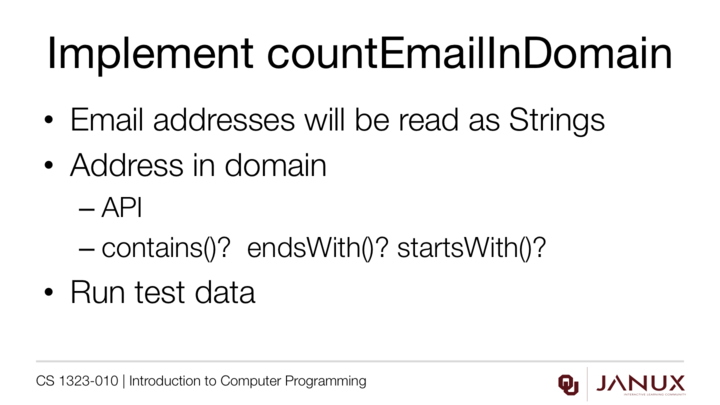 Implement countEmailInDomain
• Email addresses will be read as Strings
• Address in domain
– API
– contains()? endsWith()? startsWith()?
• Run test data
CS 1323-010 | Introduction to Computer Programming
JANUX
INTERACTIVE LEARNING COMMUNITY